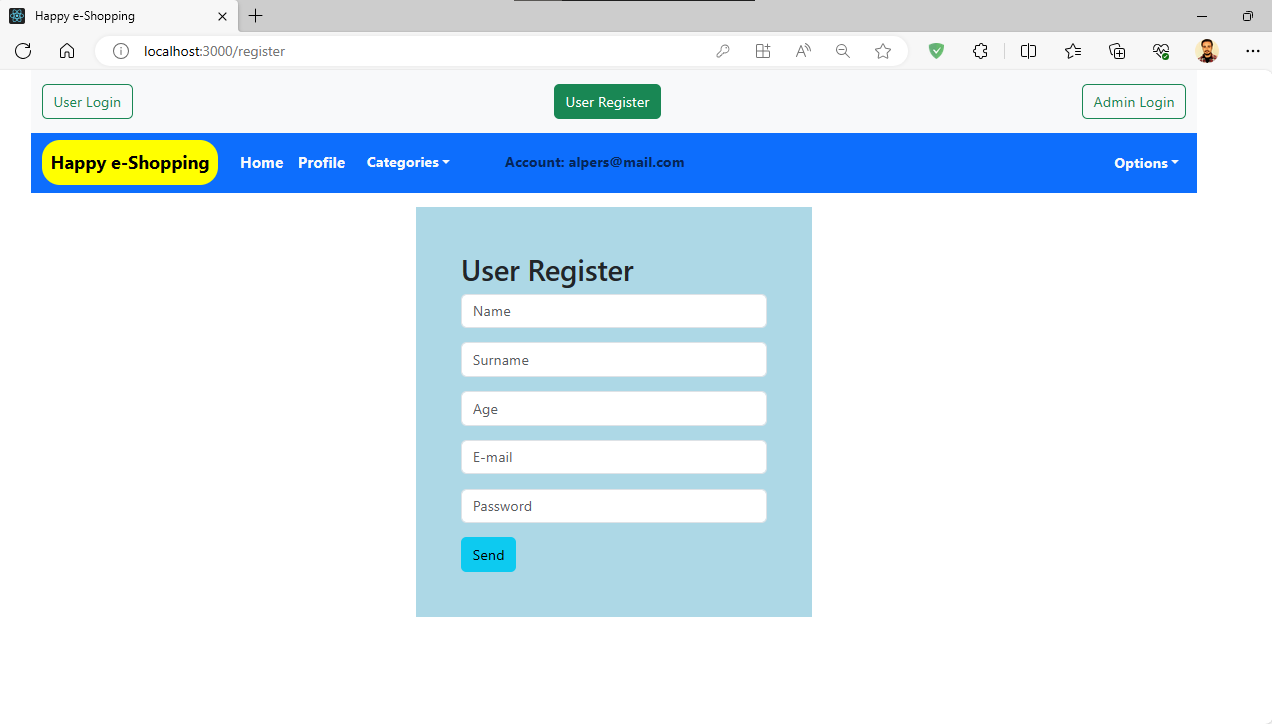 Happy e-Shopping
localhost:3000/register
User Login User Register Admin Login
Happy e-Shopping Home Profile Categories Account: alpers@mail.com Options
User Register
Name
Surname
Age
E-mail
Password
Send